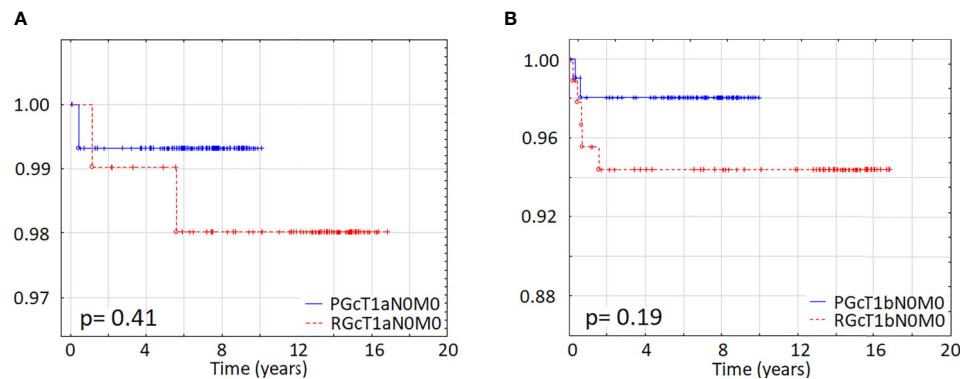 A
1.00
0.99
0.98
0.97
p= 0.41
PGcT1aN0M0
RGcT1aN0M0
0 4 8 12 16 20
Time (years)
B
1.00
0.96
0.92
0.88
p= 0.19
PGcT1bN0M0
RGcT1bN0M0
0 4 8 12 16 20
Time (years)